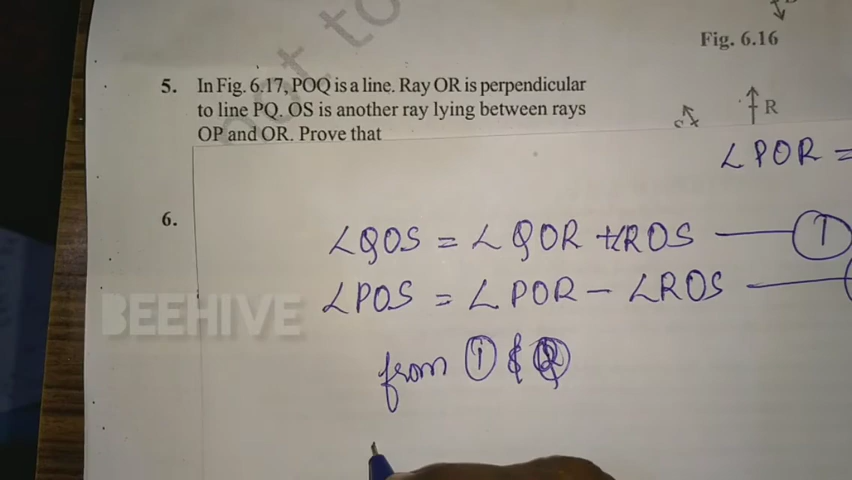 not to
Fig. 6.16
5. In Fig. 6.17, POQ is a line. Ray OR is perpendicular
to line PQ. OS is another ray lying between rays
OP and OR. Prove that
R
∠POR =
6.
∠QOS = ∠QOR + ∠ROS —— ①
∠POS = ∠POR – ∠ROS ——
BEEHIVE
from ① & ②